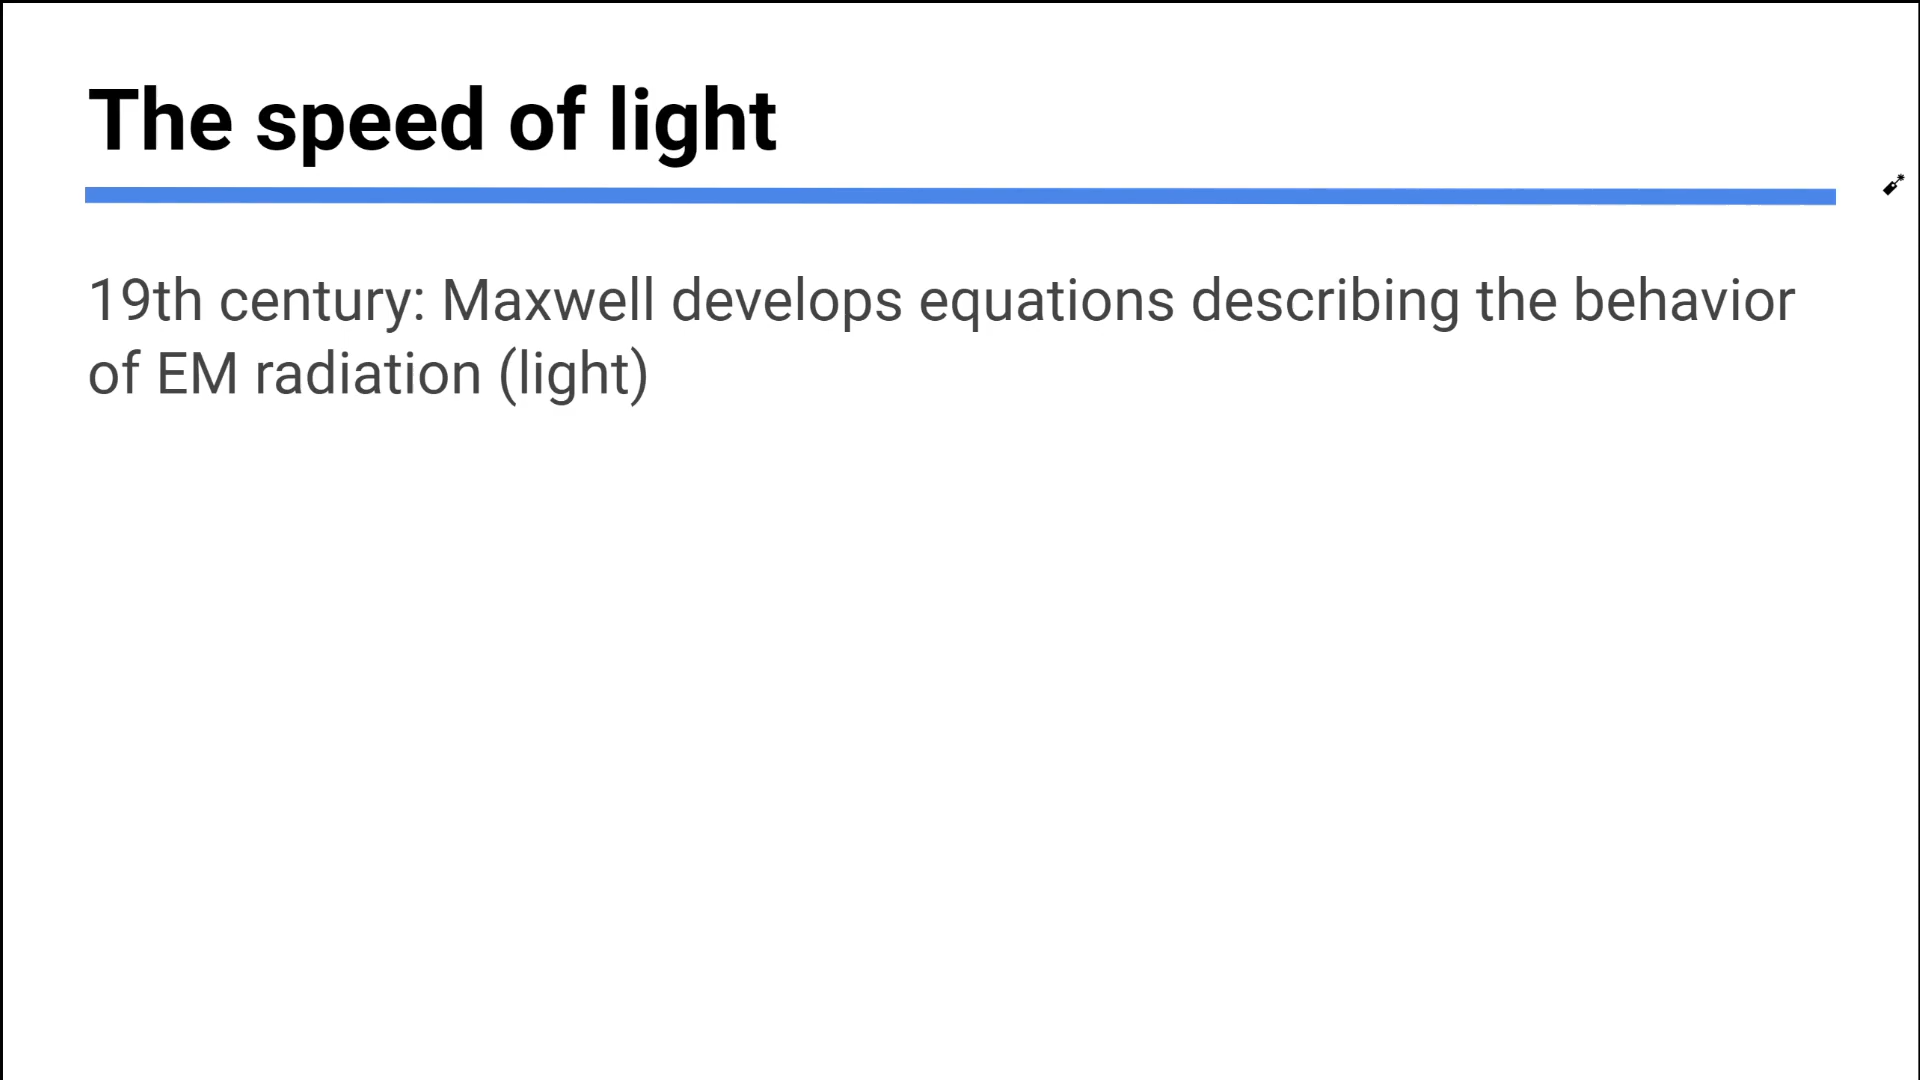 The speed of light
19th century: Maxwell develops equations describing the behavior
of EM radiation (light)